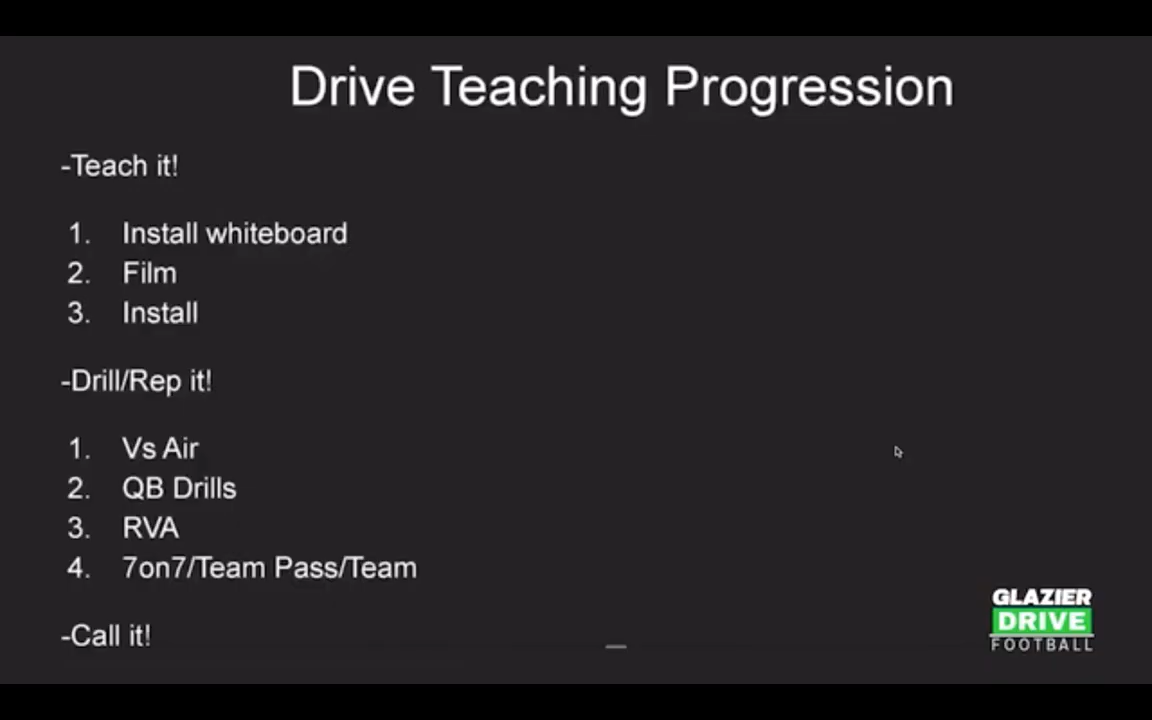 Drive Teaching Progression
-Teach it!
1. Install whiteboard
2. Film
3. Install
-Drill/Rep it!
1. Vs Air
2. QB Drills
3. RVA
4. 7on7/Team Pass/Team
-Call it!
GLAZIER
DRIVE
FOOTBALL